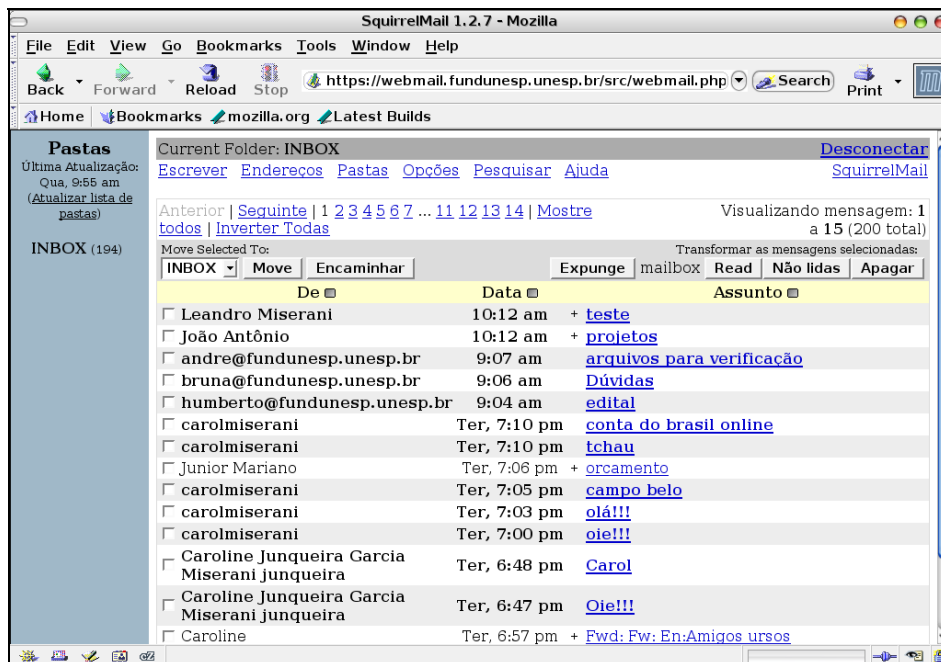 SquirrelMail 1.2.7 - Mozilla
File Edit View Go Bookmarks Tools Window Help
Back Forward Reload Stop https://webmail.fundunesp.unesp.br/src/webmail.php Search Print
Home Bookmarks mozilla.org Latest Builds
Pastas
Última Atualização:
Qua, 9:55 am
(Atualizar lista de
pastas)
INBOX (194)
Current Folder: INBOX Desconectar
Escrever Endereços Pastas Opções Pesquisar Ajuda SquirrelMail
Anterior | Seguinte | 1 2 3 4 5 6 7 ... 11 12 13 14 | Mostre
todos | Inverter Todas
Visualizando mensagem: 1
a 15 (200 total)
Move Selected To: Transformar as mensagens selecionadas:
INBOX Move Encaminhar Expunge mailbox Read Não lidas Apagar
De Data Assunto
Leandro Miserani 10:12 am + teste
João Antônio 10:12 am + projetos
andre@fundunesp.unesp.br 9:07 am arquivos para verificação
bruna@fundunesp.unesp.br 9:06 am Dúvidas
humberto@fundunesp.unesp.br 9:04 am edital
carolmiserani Ter, 7:10 pm conta do brasil online
carolmiserani Ter, 7:10 pm tchau
Junior Mariano Ter, 7:06 pm + orcamento
carolmiserani Ter, 7:05 pm campo belo
carolmiserani Ter, 7:03 pm olá!!!
carolmiserani Ter, 7:00 pm oie!!!
Caroline Junqueira Garcia
Miserani junqueira Ter, 6:48 pm Carol
Caroline Junqueira Garcia
Miserani junqueira Ter, 6:47 pm Oie!!!
Caroline Ter, 6:57 pm + Fwd: Fw: En:Amigos ursos